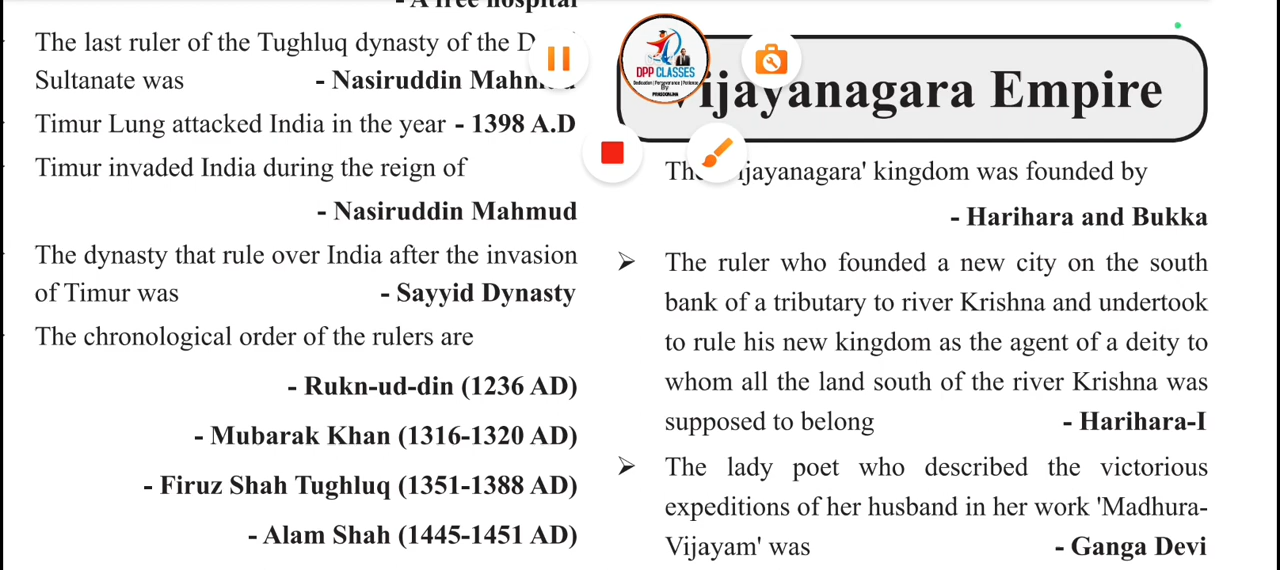 - A free hospital
The last ruler of the Tughluq dynasty of the
Sultanate was - Nasiruddin
Timur Lung attacked India in the year - 1398 A.D
Timur invaded India during the reign of
- Nasiruddin Mahmud
The dynasty that rule over India after the invasion
of Timur was - Sayyid Dynasty
The chronological order of the rulers are
- Rukn-ud-din (1236 AD)
- Mubarak Khan (1316-1320 AD)
- Firuz Shah Tughluq (1351-1388 AD)
- Alam Shah (1445-1451 AD)
DPP CLASSES
By:
Vijayanagara Empire
The Vijayanagara' kingdom was founded by
- Harihara and Bukka
➢ The ruler who founded a new city on the south
bank of a tributary to river Krishna and undertook
to rule his new kingdom as the agent of a deity to
whom all the land south of the river Krishna was
supposed to belong - Harihara-I
➢ The lady poet who described the victorious
expeditions of her husband in her work 'Madhura-
Vijayam' was - Ganga Devi